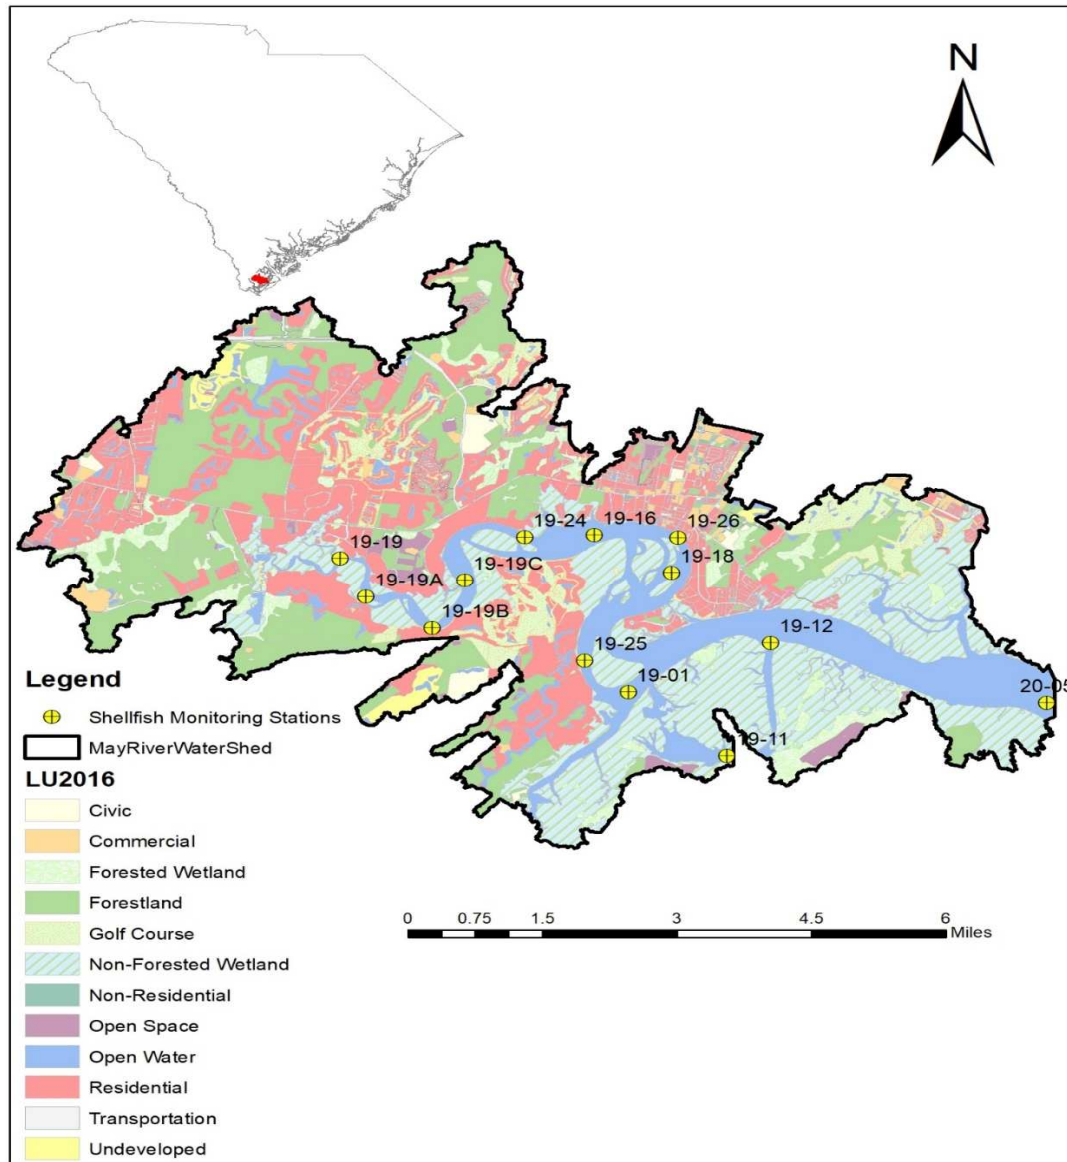 N
19-24
19-16
19-26
19-19
19-18
19-19C
19-19A
19-19B
19-12
19-25
19-01
20-05
19-11
Legend
Shellfish Monitoring Stations
MayRiverWaterShed
LU2016
Civic
Commercial
Forested Wetland
Forestland
Golf Course
Non-Forested Wetland
Non-Residential
Open Space
Open Water
Residential
Transportation
Undeveloped
0 0.75 1.5 3 4.5 6
Miles